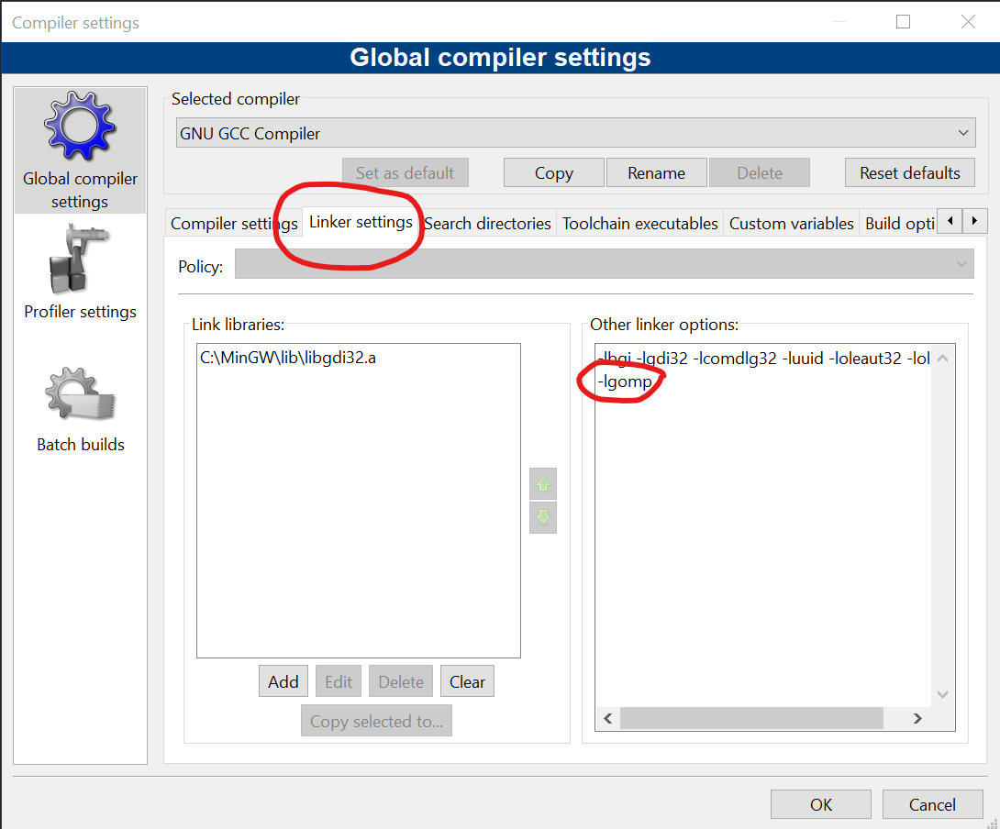 Compiler settings
Global compiler settings
Global compiler
settings
Profiler settings
Batch builds
Selected compiler
GNU GCC Compiler
Set as default
Copy
Rename
Delete
Reset defaults
Compiler settings
Linker settings
Search directories
Toolchain executables
Custom variables
Build opti
Policy:
Link libraries:
C:\MinGW\lib\libgdi32.a
Add
Edit
Delete
Clear
Copy selected to...
Other linker options:
-lbgi -lgdi32 -lcomdlg32 -luuid -loleaut32 -lol
-lgomp
OK
Cancel